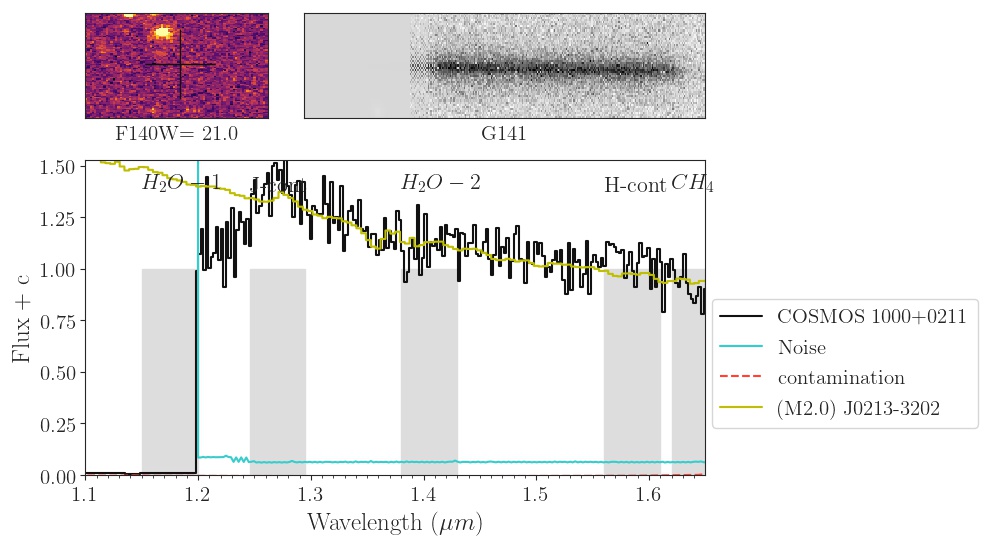 F140W= 21.0
G141
H₂O − 1
J-cont
H₂O − 2
H-cont
CH₄
1.50
1.25
1.00
0.75
0.50
0.25
0.00
Flux + c
1.1
1.2
1.3
1.4
1.5
1.6
Wavelength (μm)
COSMOS 1000+0211
Noise
contamination
(M2.0) J0213-3202